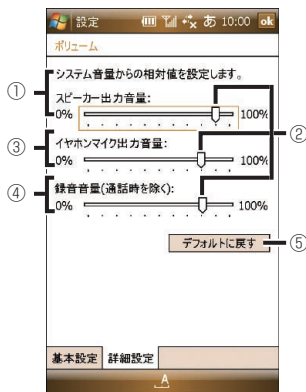 設定 あ 10:00 ok
ボリューム
システム音量からの相対値を設定します。
① スピーカー出力音量:
0% 100%
②
③ イヤホンマイク出力音量:
0% 100%
④ 録音音量(通話時を除く):
0% 100%
デフォルトに戻す ⑤
基本設定 詳細設定
A